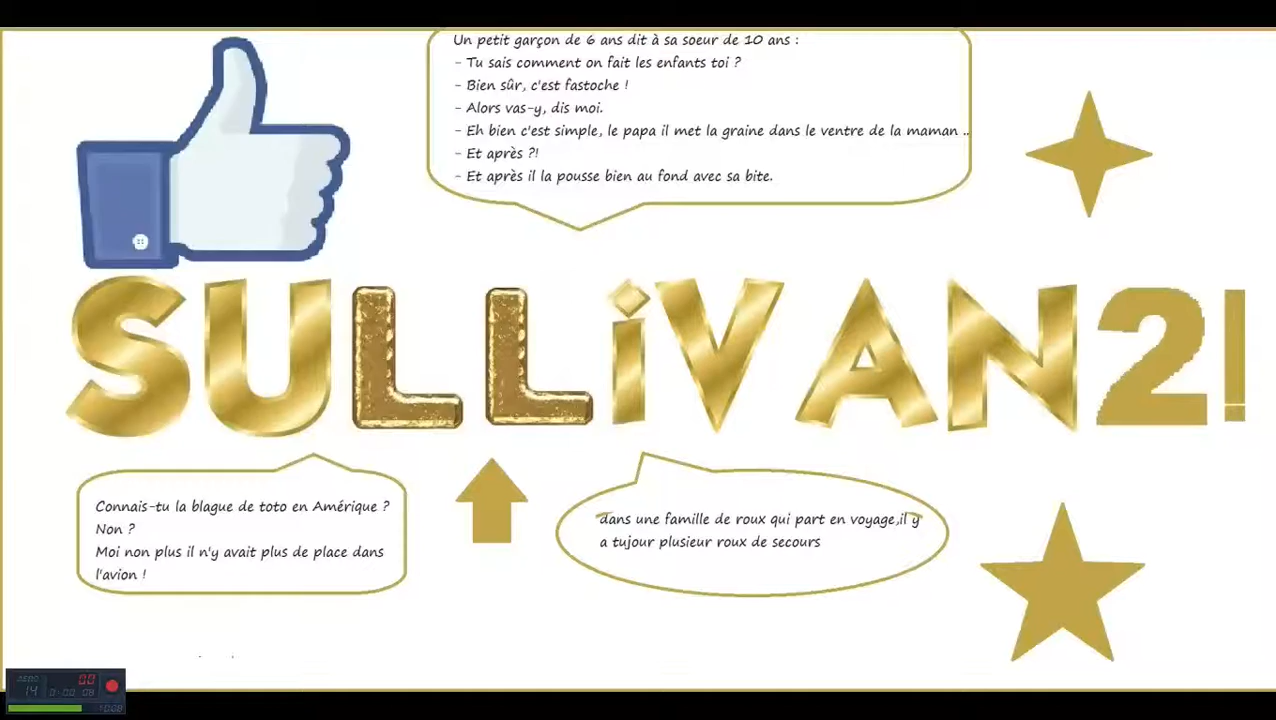 Un petit garçon de 6 ans dit à sa soeur de 10 ans :
- Tu sais comment on fait les enfants toi ?
- Bien sûr, c'est fastoche !
- Alors vas-y, dis moi.
- Eh bien c'est simple, le papa il met la graine dans le ventre de la maman ..
- Et après ?!
- Et après il la pousse bien au fond avec sa bite.
SULLiVAN2!
Connais-tu la blague de toto en Amérique ?
Non ?
Moi non plus il n'y avait plus de place dans
l'avion !
dans une famille de roux qui part en voyage,il y
a tujour plusieur roux de secours
14 0:00 08